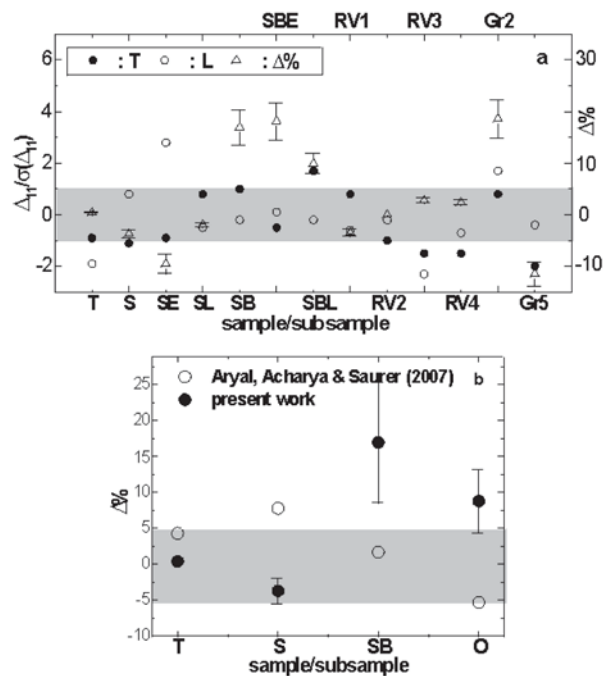 SBE RV1 RV3 Gr2
● : T ○ : L △ : Δ% a
6 4 2 0 -2
Δ₁₁/σ(Δ₁₁)
30 20 10 0 -10
Δ%
T S SE SL SB SBL RV2 RV4 Gr5
sample/subsample
○ Aryal, Acharya & Saurer (2007) b
● present work
25 20 15 10 5 0 -5 -10
Δ%
T S SB O
sample/subsample